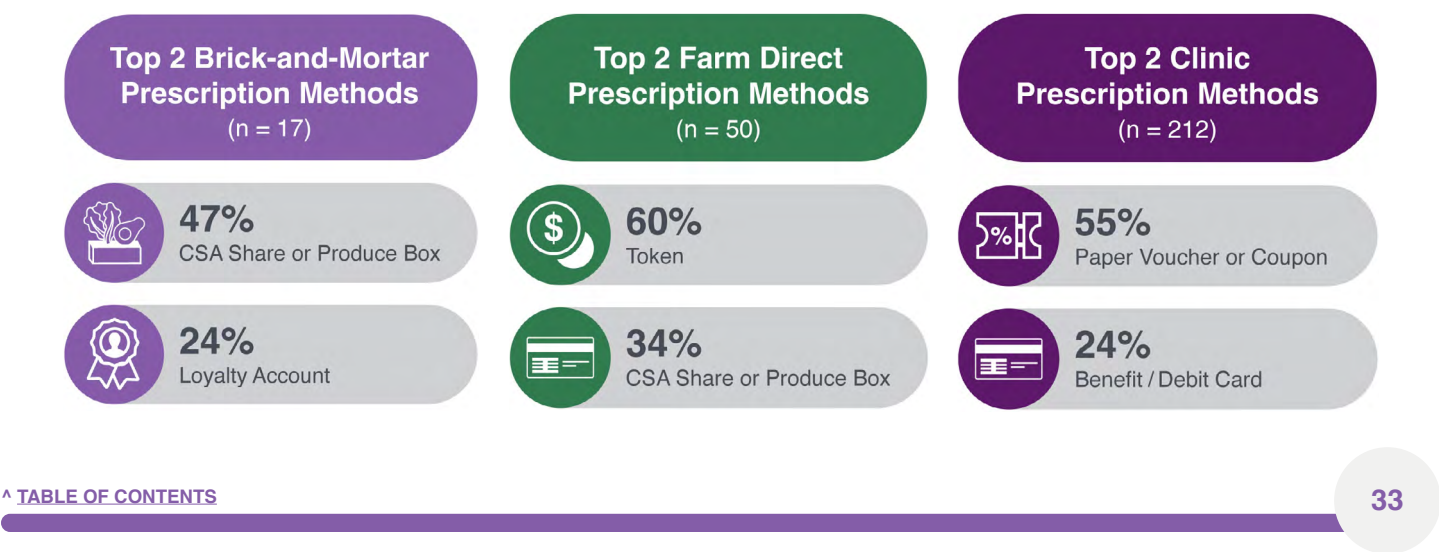 Top 2 Brick-and-Mortar
Prescription Methods
(n = 17)
47%
CSA Share or Produce Box
24%
Loyalty Account
Top 2 Farm Direct
Prescription Methods
(n = 50)
$
60%
Token
34%
CSA Share or Produce Box
Top 2 Clinic
Prescription Methods
(n = 212)
%
55%
Paper Voucher or Coupon
24%
Benefit / Debit Card
^ TABLE OF CONTENTS
33